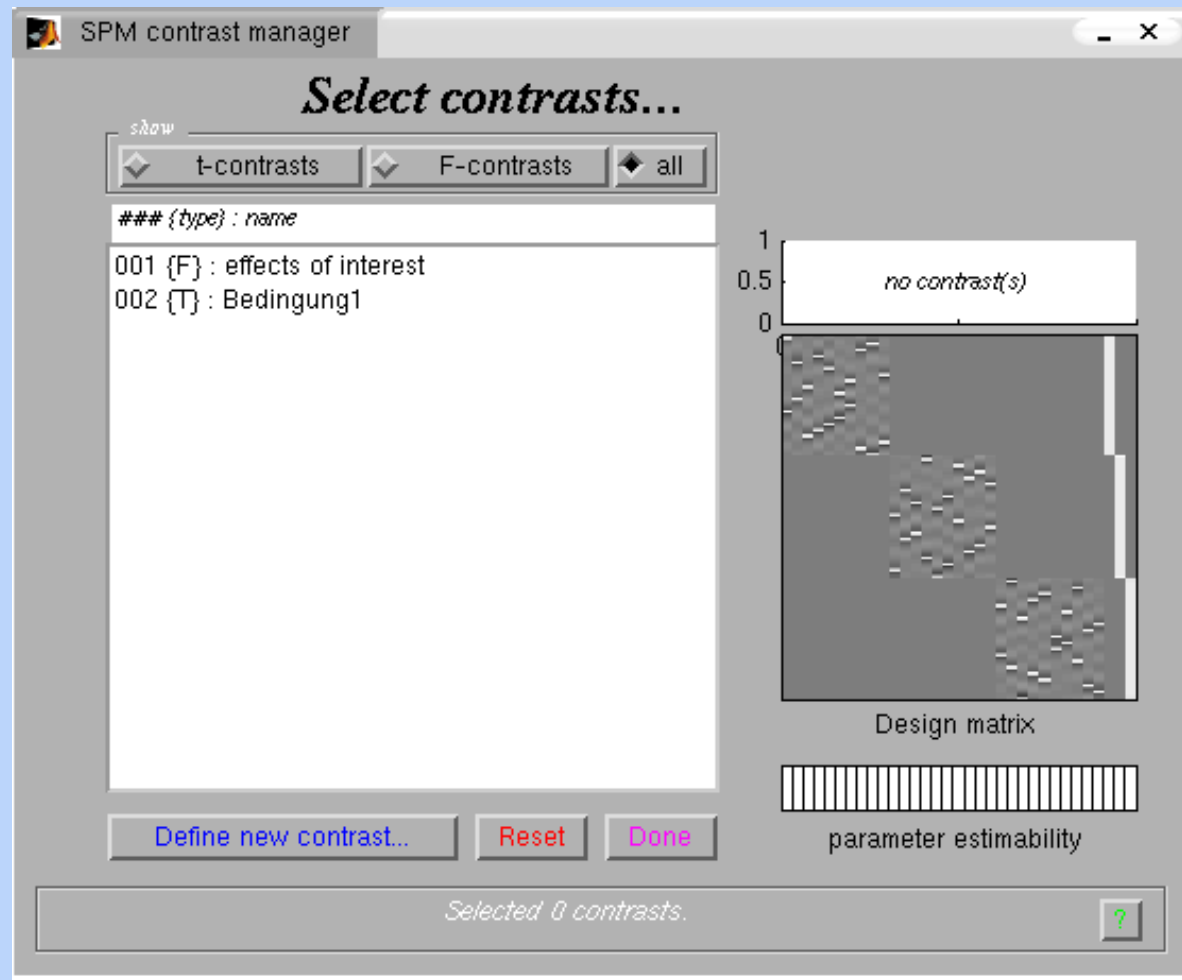 SPM contrast manager
Select contrasts...
show
t-contrasts F-contrasts all
### {type} : name
001 {F} : effects of interest
002 {T} : Bedingung1
1
0.5
0
no contrast(s)
Design matrix
parameter estimability
Define new contrast... Reset Done
Selected 0 contrasts.
?